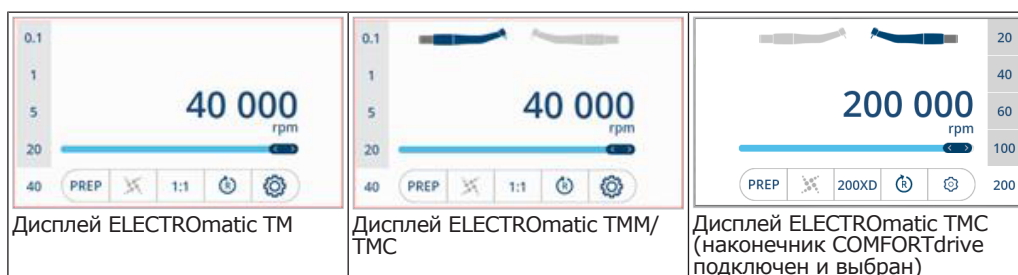 0.1
1
5
20
40
40 000
rpm
PREP
1:1
R
Дисплей ELECTROmatic TM
0.1
1
5
20
40
40 000
rpm
PREP
1:1
R
Дисплей ELECTROmatic TMM/
TMC
200 000
rpm
PREP
200XD
R
20
40
60
100
200
Дисплей ELECTROmatic TMC
(наконечник COMFORTdrive
подключен и выбран)